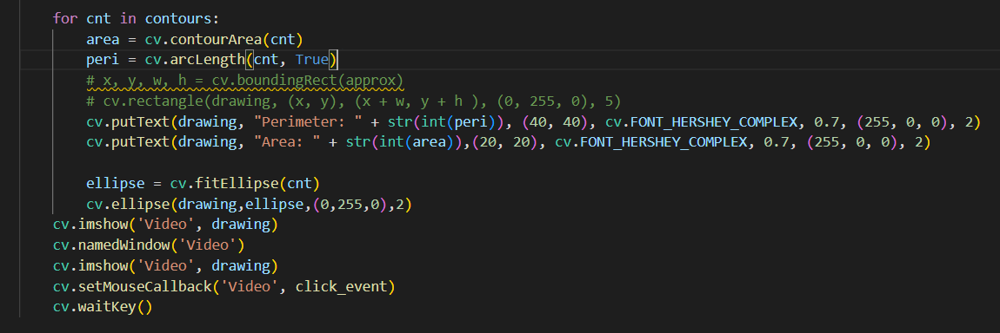 for cnt in contours:
area = cv.contourArea(cnt)
peri = cv.arcLength(cnt, True)
# x, y, w, h = cv.boundingRect(approx)
# cv.rectangle(drawing, (x, y), (x + w, y + h ), (0, 255, 0), 5)
cv.putText(drawing, "Perimeter: " + str(int(peri)), (40, 40), cv.FONT_HERSHEY_COMPLEX, 0.7, (255, 0, 0), 2)
cv.putText(drawing, "Area: " + str(int(area)),(20, 20), cv.FONT_HERSHEY_COMPLEX, 0.7, (255, 0, 0), 2)
ellipse = cv.fitEllipse(cnt)
cv.ellipse(drawing,ellipse,(0,255,0),2)
cv.imshow('Video', drawing)
cv.namedWindow('Video')
cv.imshow('Video', drawing)
cv.setMouseCallback('Video', click_event)
cv.waitKey()